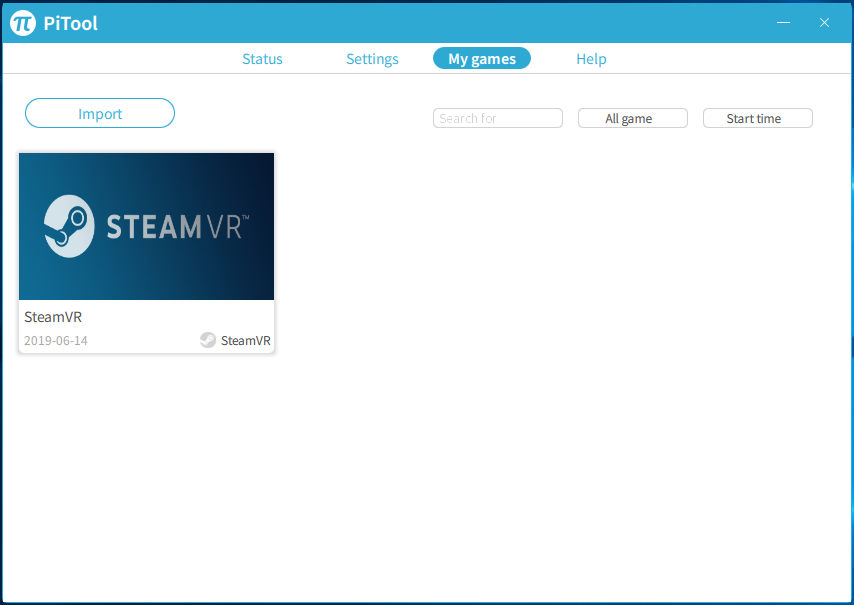 PiTool
Status Settings My games Help
Import Search for All game Start time
STEAMVR™
SteamVR
2019-06-14 SteamVR